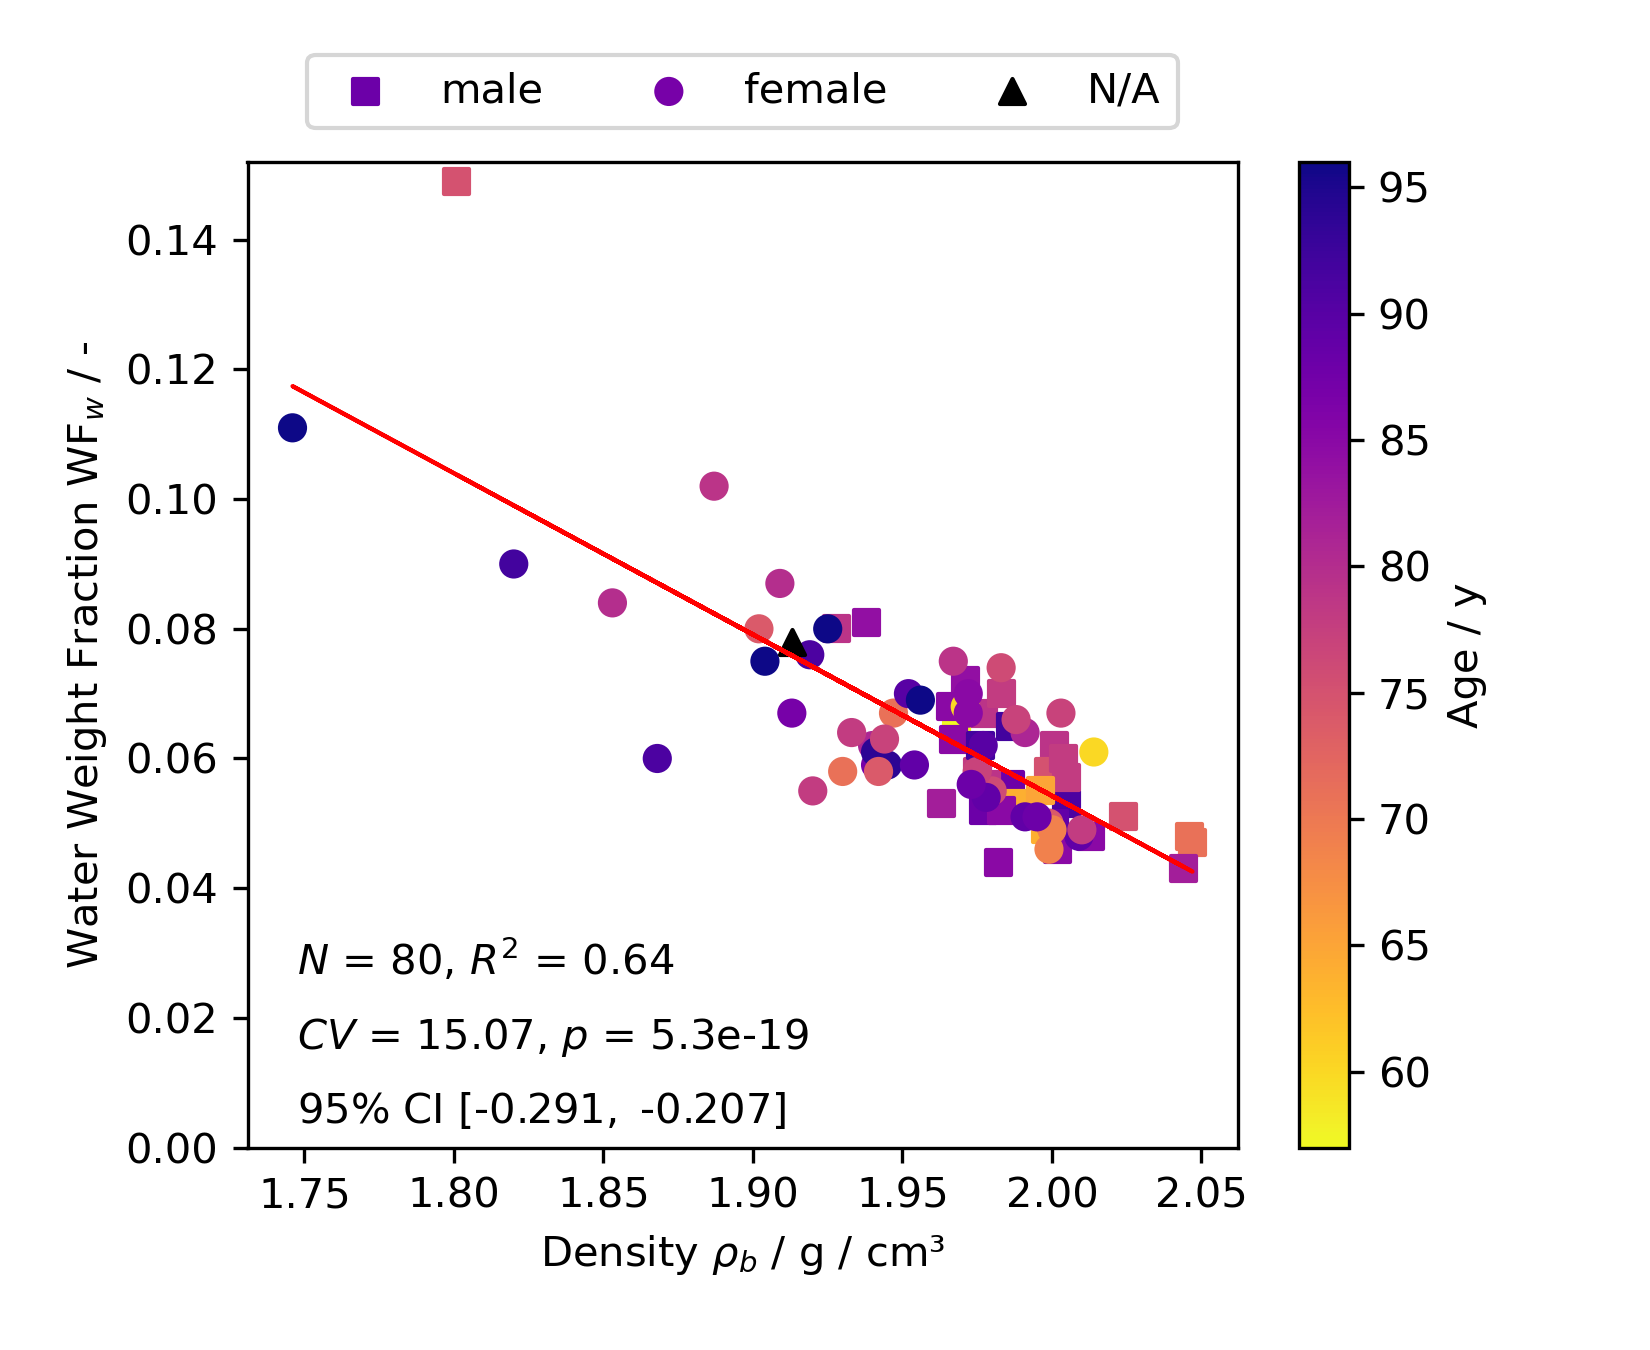 male female N/A
0.14
0.12
0.10
0.08
0.06
0.04
0.02
0.00
Water Weight Fraction WF_w / -
N = 80, R² = 0.64
CV = 15.07, p = 5.3e-19
95% CI [-0.291, -0.207]
1.75 1.80 1.85 1.90 1.95 2.00 2.05
Density ρ_b / g / cm³
95
90
85
80
75
70
65
60
Age / y